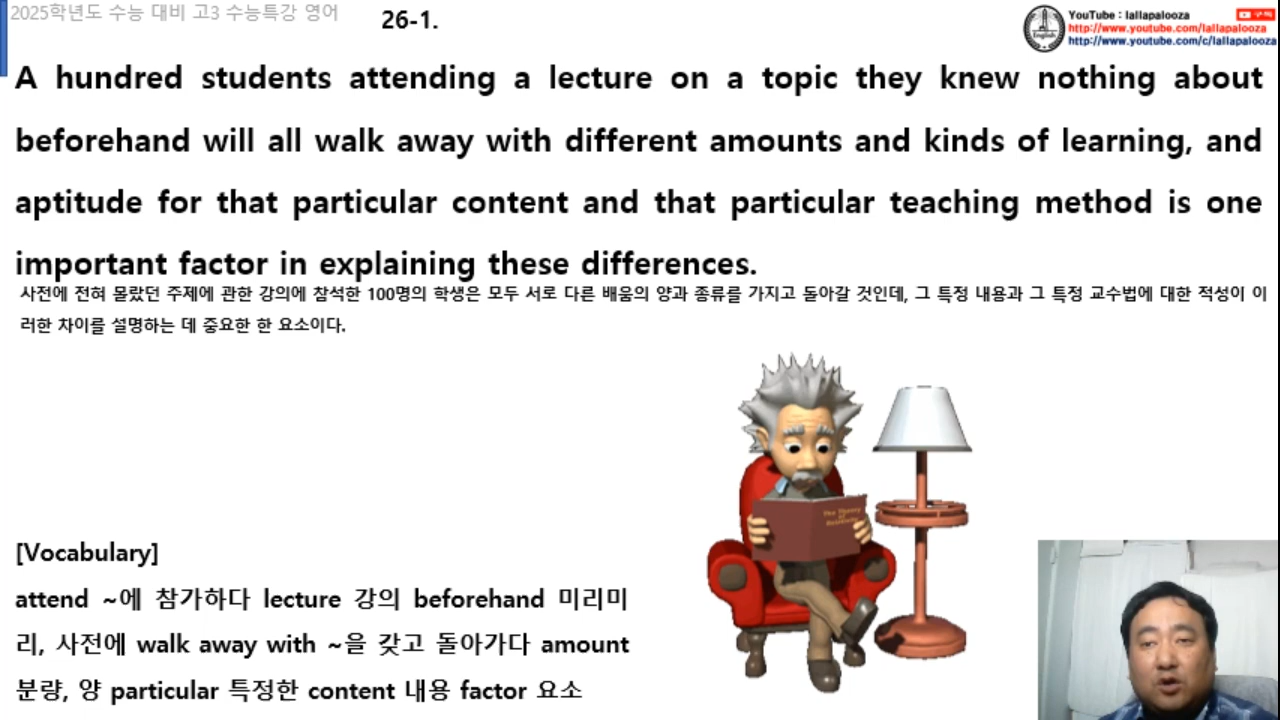 2025학년도 수능 대비 고3 수능특강 영어
26-1.
YouTube : lallapalooza
구독
http://www.youtube.com/lallapalooza
http://www.youtube.com/c/lallapalooza
English
A hundred students attending a lecture on a topic they knew nothing about
beforehand will all walk away with different amounts and kinds of learning, and
aptitude for that particular content and that particular teaching method is one
important factor in explaining these differences.
사전에 전혀 몰랐던 주제에 관한 강의에 참석한 100명의 학생은 모두 서로 다른 배움의 양과 종류를 가지고 돌아갈 것인데, 그 특정 내용과 그 특정 교수법에 대한 적성이 이
러한 차이를 설명하는 데 중요한 한 요소이다.
The Theory
of
[Vocabulary]
attend ~에 참가하다 lecture 강의 beforehand 미리미
리, 사전에 walk away with ~을 갖고 돌아가다 amount
분량, 양 particular 특정한 content 내용 factor 요소